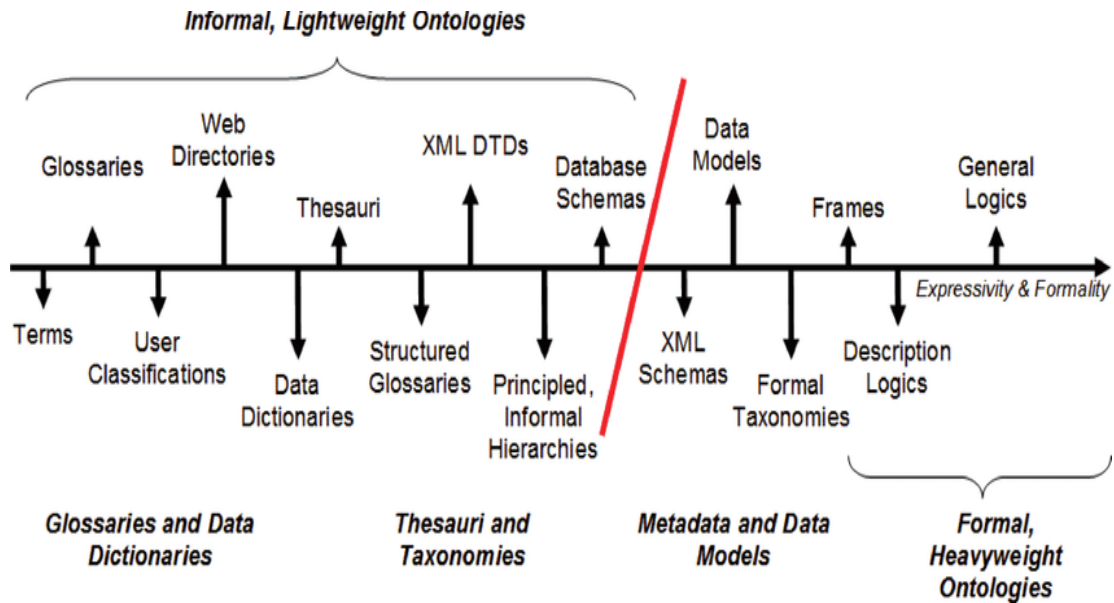 Informal, Lightweight Ontologies
Glossaries
Web
Directories
Thesauri
XML DTDs
Database
Schemas
Data
Models
Frames
General
Logics
Expressivity & Formality
Terms
User
Classifications
Data
Dictionaries
Structured
Glossaries
Principled,
Informal
Hierarchies
XML
Schemas
Formal
Taxonomies
Description
Logics
Glossaries and Data
Dictionaries
Thesauri and
Taxonomies
Metadata and Data
Models
Formal,
Heavyweight
Ontologies